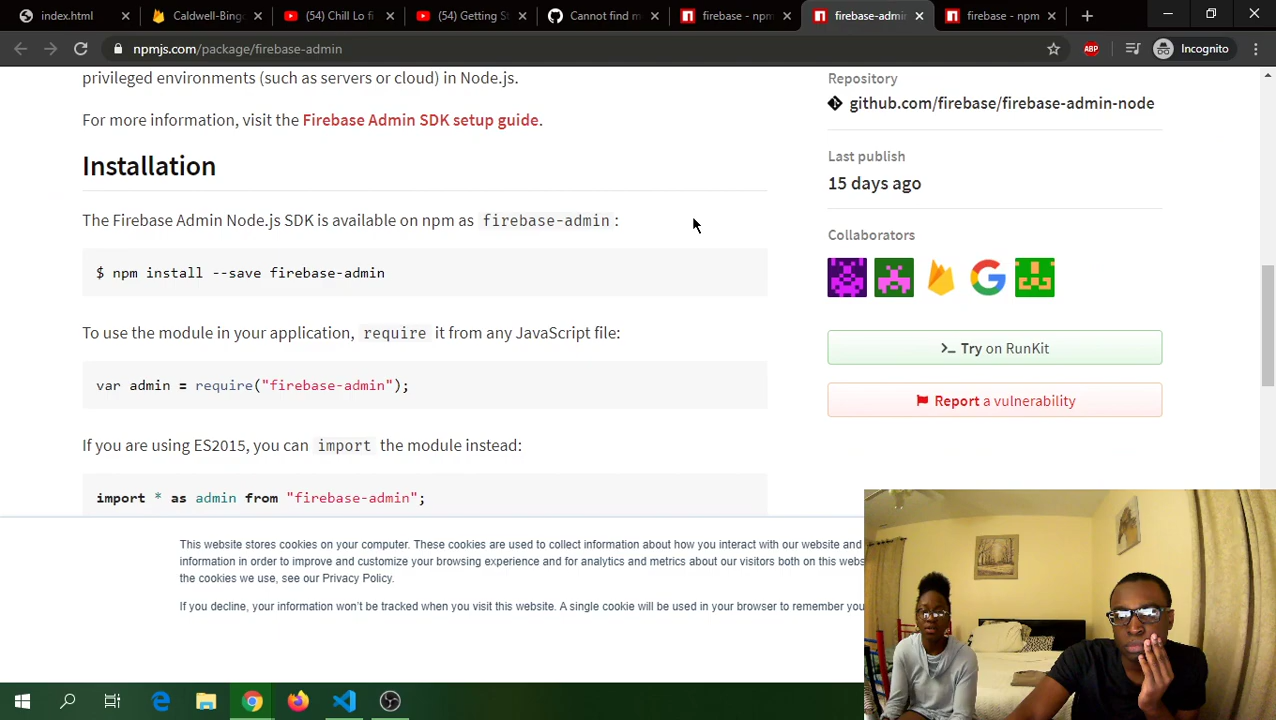 index.html
Caldwell-Bing
(54) Chill Lo f
(54) Getting S
Cannot find m
firebase - npm
firebase-admi
firebase - npm
npmjs.com/package/firebase-admin
ABP
Incognito
privileged environments (such as servers or cloud) in Node.js.
For more information, visit the Firebase Admin SDK setup guide.
Installation
The Firebase Admin Node.js SDK is available on npm as firebase-admin:
$ npm install --save firebase-admin
To use the module in your application, require it from any JavaScript file:
var admin = require("firebase-admin");
If you are using ES2015, you can import the module instead:
import * as admin from "firebase-admin";
Repository
github.com/firebase/firebase-admin-node
Last publish
15 days ago
Collaborators
Try on RunKit
Report a vulnerability
This website stores cookies on your computer. These cookies are used to collect information about how you interact with our website and
information in order to improve and customize your browsing experience and for analytics and metrics about our visitors both on this
the cookies we use, see our Privacy Policy.
If you decline, your information won't be tracked when you visit this website. A single cookie will be used in your browser to remember